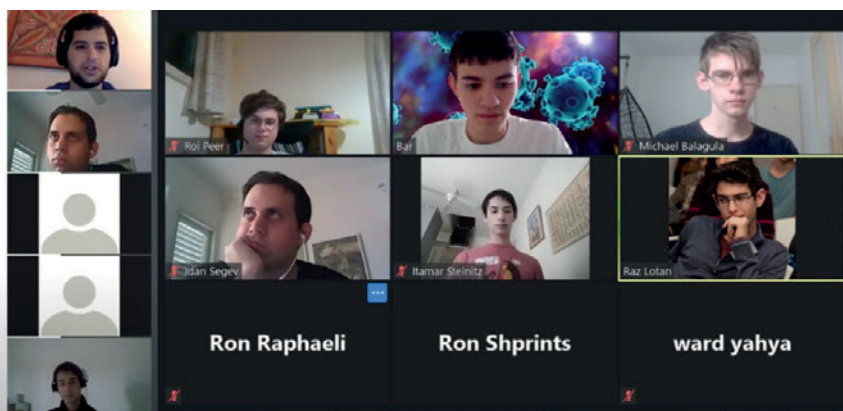 Roi Peer
Bar
Michael Balagula
Idan Segev
Itamar Steinitz
Raz Lotan
Ron Raphaeli
Ron Shprints
ward yahya